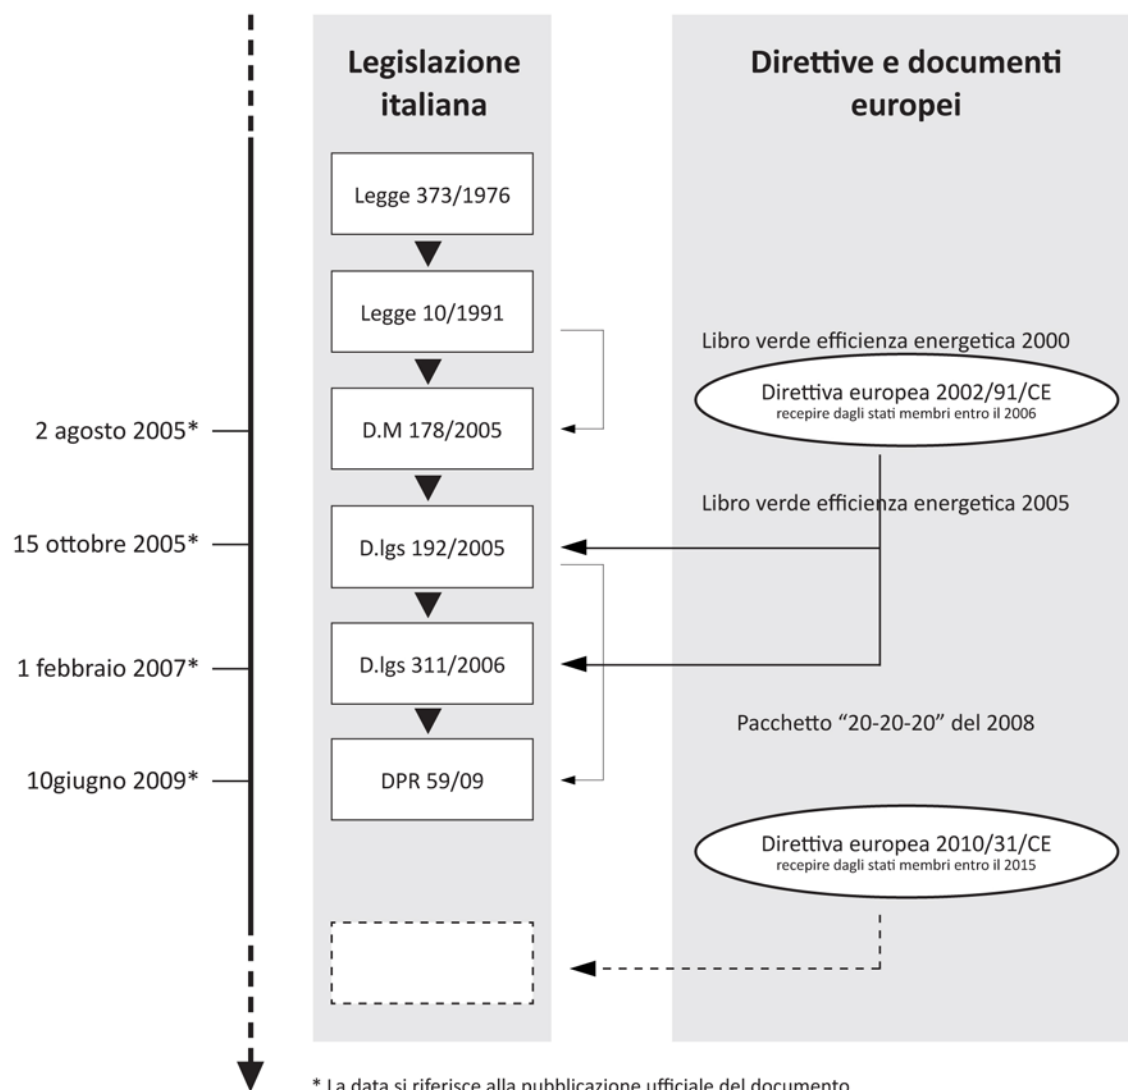 Legislazione
italiana
Direttive e documenti
europei
Legge 373/1976
Legge 10/1991
Libro verde efficienza energetica 2000
Direttiva europea 2002/91/CE
recepire dagli stati membri entro il 2006
2 agosto 2005*
D.M 178/2005
Libro verde efficienza energetica 2005
15 ottobre 2005*
D.lgs 192/2005
1 febbraio 2007*
D.lgs 311/2006
Pacchetto “20-20-20” del 2008
10giugno 2009*
DPR 59/09
Direttiva europea 2010/31/CE
recepire dagli stati membri entro il 2015
* La data si riferisce alla pubblicazione ufficiale del documento